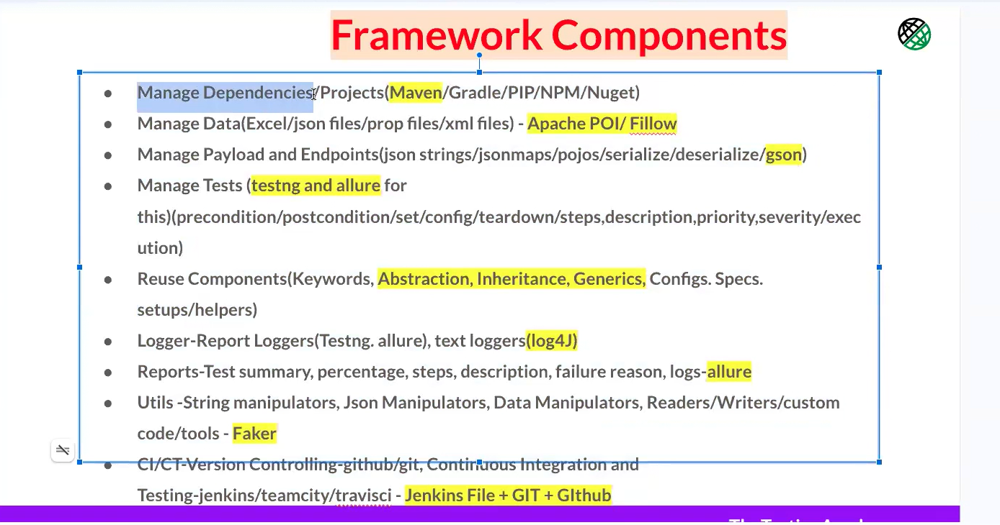 Framework Components
● Manage Dependencies/Projects(Maven/Gradle/PIP/NPM/Nuget)
● Manage Data(Excel/json files/prop files/xml files) - Apache POI/ Fillow
● Manage Payload and Endpoints(json strings/jsonmaps/pojos/serialize/deserialize/gson)
● Manage Tests (testng and allure for
this)(precondition/postcondition/set/config/teardown/steps,description,priority,severity/exec
ution)
● Reuse Components(Keywords, Abstraction, Inheritance, Generics, Configs. Specs.
setups/helpers)
● Logger-Report Loggers(Testng. allure), text loggers(log4J)
● Reports-Test summary, percentage, steps, description, failure reason, logs-allure
● Utils -String manipulators, Json Manipulators, Data Manipulators, Readers/Writers/custom
code/tools - Faker
● CI/CT-Version Controlling-github/git, Continuous Integration and
Testing-jenkins/teamcity/travisci - Jenkins File + GIT + GIthub